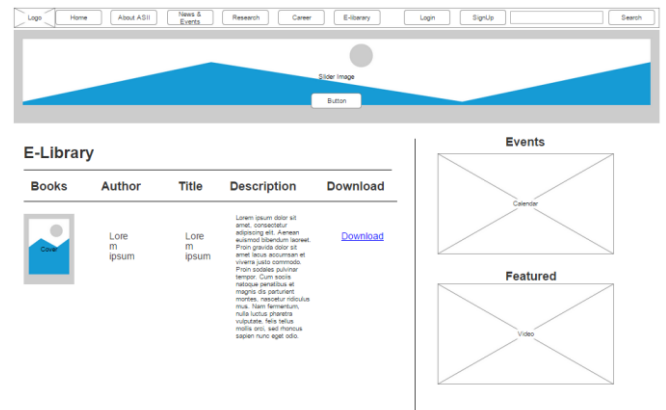 Logo
Home
About ASII
News &
Events
Research
Career
E-libarary
Login
SignUp
Search
Slider Image
Button
E-Library
Books
Author
Title
Description
Download
Cover
Lore
m
ipsum
Lore
m
ipsum
Lorem ipsum dolor sit
amet, consectetur
adipiscing elit. Aenean
euismod bibendum laoreet.
Proin gravida dolor sit
amet lacus accumsan et
viverra justo commodo.
Proin sodales pulvinar
tempor. Cum sociis
natoque penatibus et
magnis dis parturient
montes, nascetur ridiculus
mus. Nam fermentum,
nulla luctus pharetra
vulputate, felis tellus
mollis orci, sed rhoncus
sapien nunc eget odio.
Download
Events
Calendar
Featured
Video